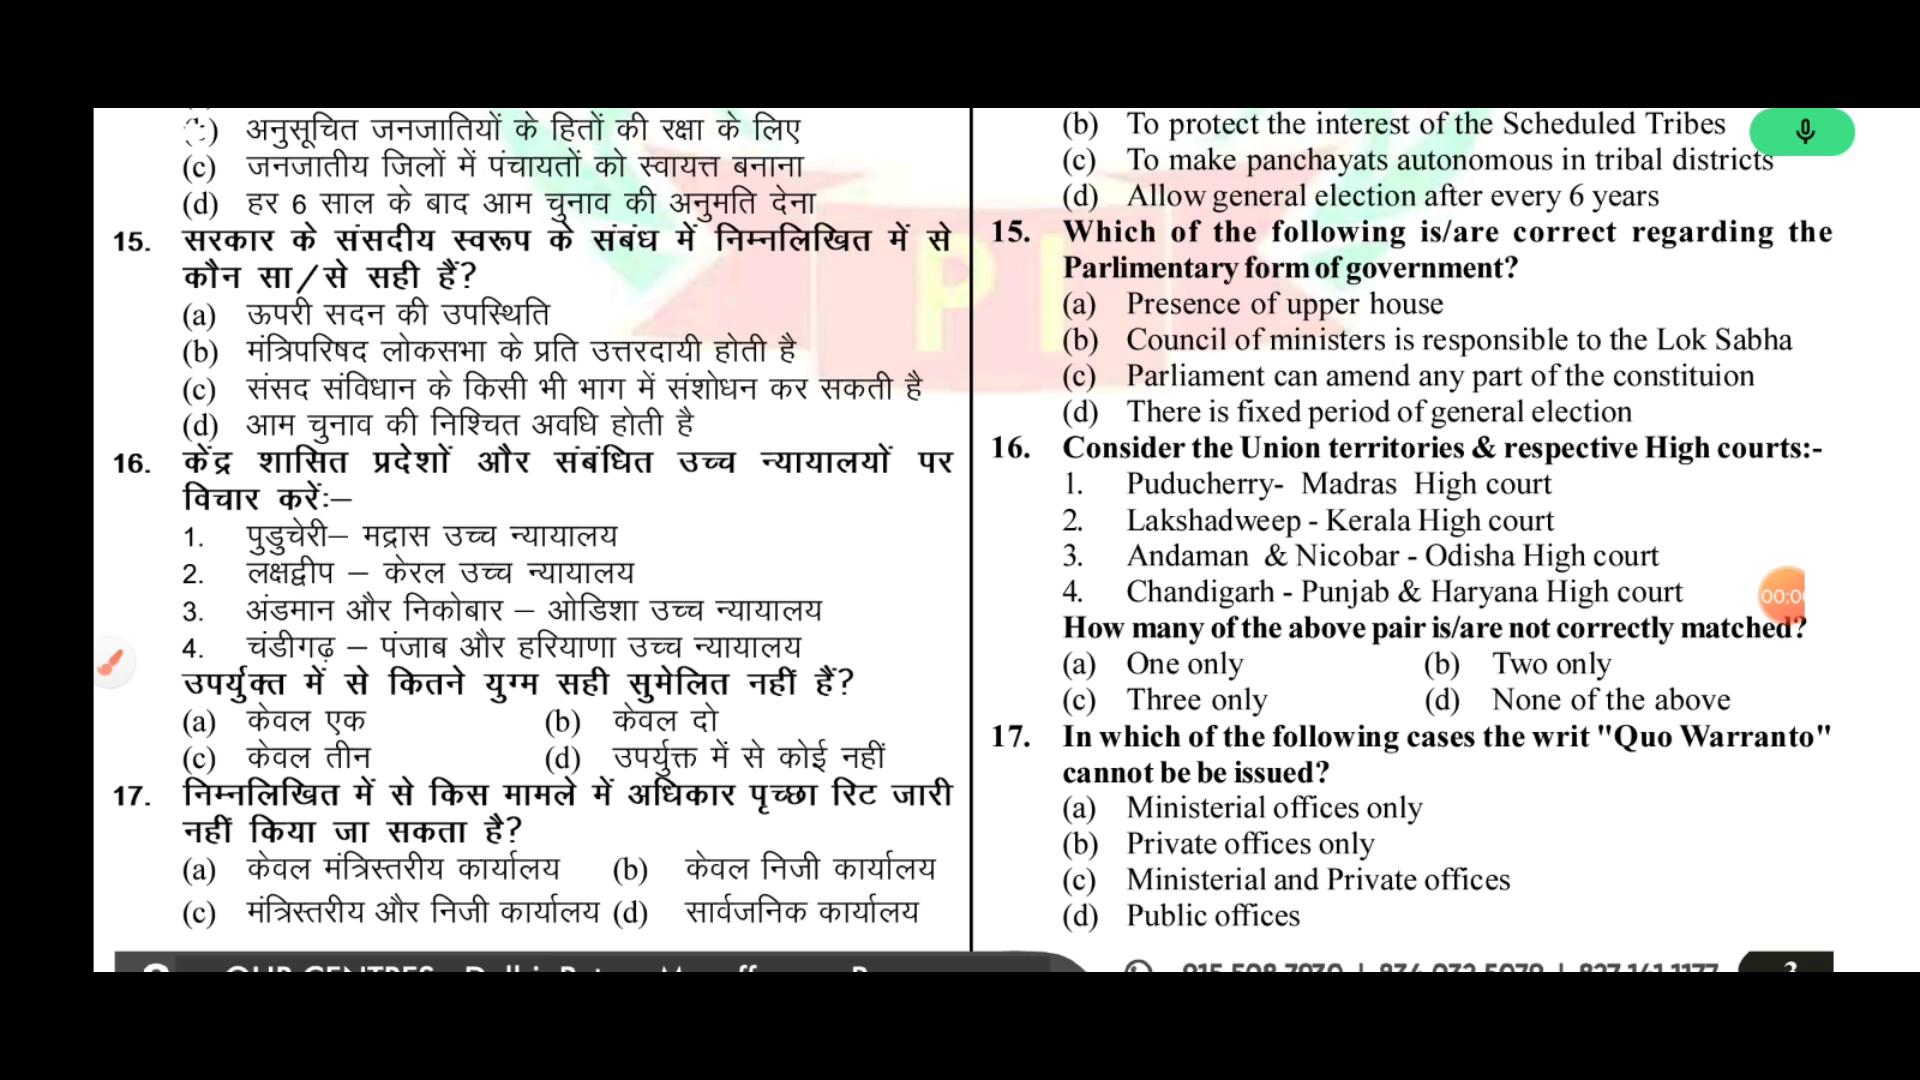 अनुसूचित जनजातियों के हितों की रक्षा के लिए
(c) जनजातीय जिलों में पंचायतों को स्वायत्त बनाना
(d) हर 6 साल के बाद आम चुनाव की अनुमति देना
15. सरकार के संसदीय स्वरूप के संबंध में निम्नलिखित में से
कौन सा/से सही हैं?
(a) ऊपरी सदन की उपस्थिति
(b) मंत्रिपरिषद लोकसभा के प्रति उत्तरदायी होती है
(c) संसद संविधान के किसी भी भाग में संशोधन कर सकती है
(d) आम चुनाव की निश्चित अवधि होती है
16. केंद्र शासित प्रदेशों और संबंधित उच्च न्यायालयों पर
विचार करेंः–
1. पुडुचेरी– मद्रास उच्च न्यायालय
2. लक्षद्वीप – केरल उच्च न्यायालय
3. अंडमान और निकोबार – ओडिशा उच्च न्यायालय
4. चंडीगढ़ – पंजाब और हरियाणा उच्च न्यायालय
उपर्युक्त में से कितने युग्म सही सुमेलित नहीं हैं?
(a) केवल एक (b) केवल दो
(c) केवल तीन (d) उपर्युक्त में से कोई नहीं
17. निम्नलिखित में से किस मामले में अधिकार पृच्छा रिट जारी
नहीं किया जा सकता है?
(a) केवल मंत्रिस्तरीय कार्यालय (b) केवल निजी कार्यालय
(c) मंत्रिस्तरीय और निजी कार्यालय (d) सार्वजनिक कार्यालय
(b) To protect the interest of the Scheduled Tribes
(c) To make panchayats autonomous in tribal districts
(d) Allow general election after every 6 years
15. Which of the following is/are correct regarding the
Parlimentary form of government?
(a) Presence of upper house
(b) Council of ministers is responsible to the Lok Sabha
(c) Parliament can amend any part of the constituion
(d) There is fixed period of general election
16. Consider the Union territories & respective High courts:-
1. Puducherry- Madras High court
2. Lakshadweep - Kerala High court
3. Andaman & Nicobar - Odisha High court
4. Chandigarh - Punjab & Haryana High court
How many of the above pair is/are not correctly matched?
(a) One only (b) Two only
(c) Three only (d) None of the above
17. In which of the following cases the writ "Quo Warranto"
cannot be be issued?
(a) Ministerial offices only
(b) Private offices only
(c) Ministerial and Private offices
(d) Public offices
PI
00:0